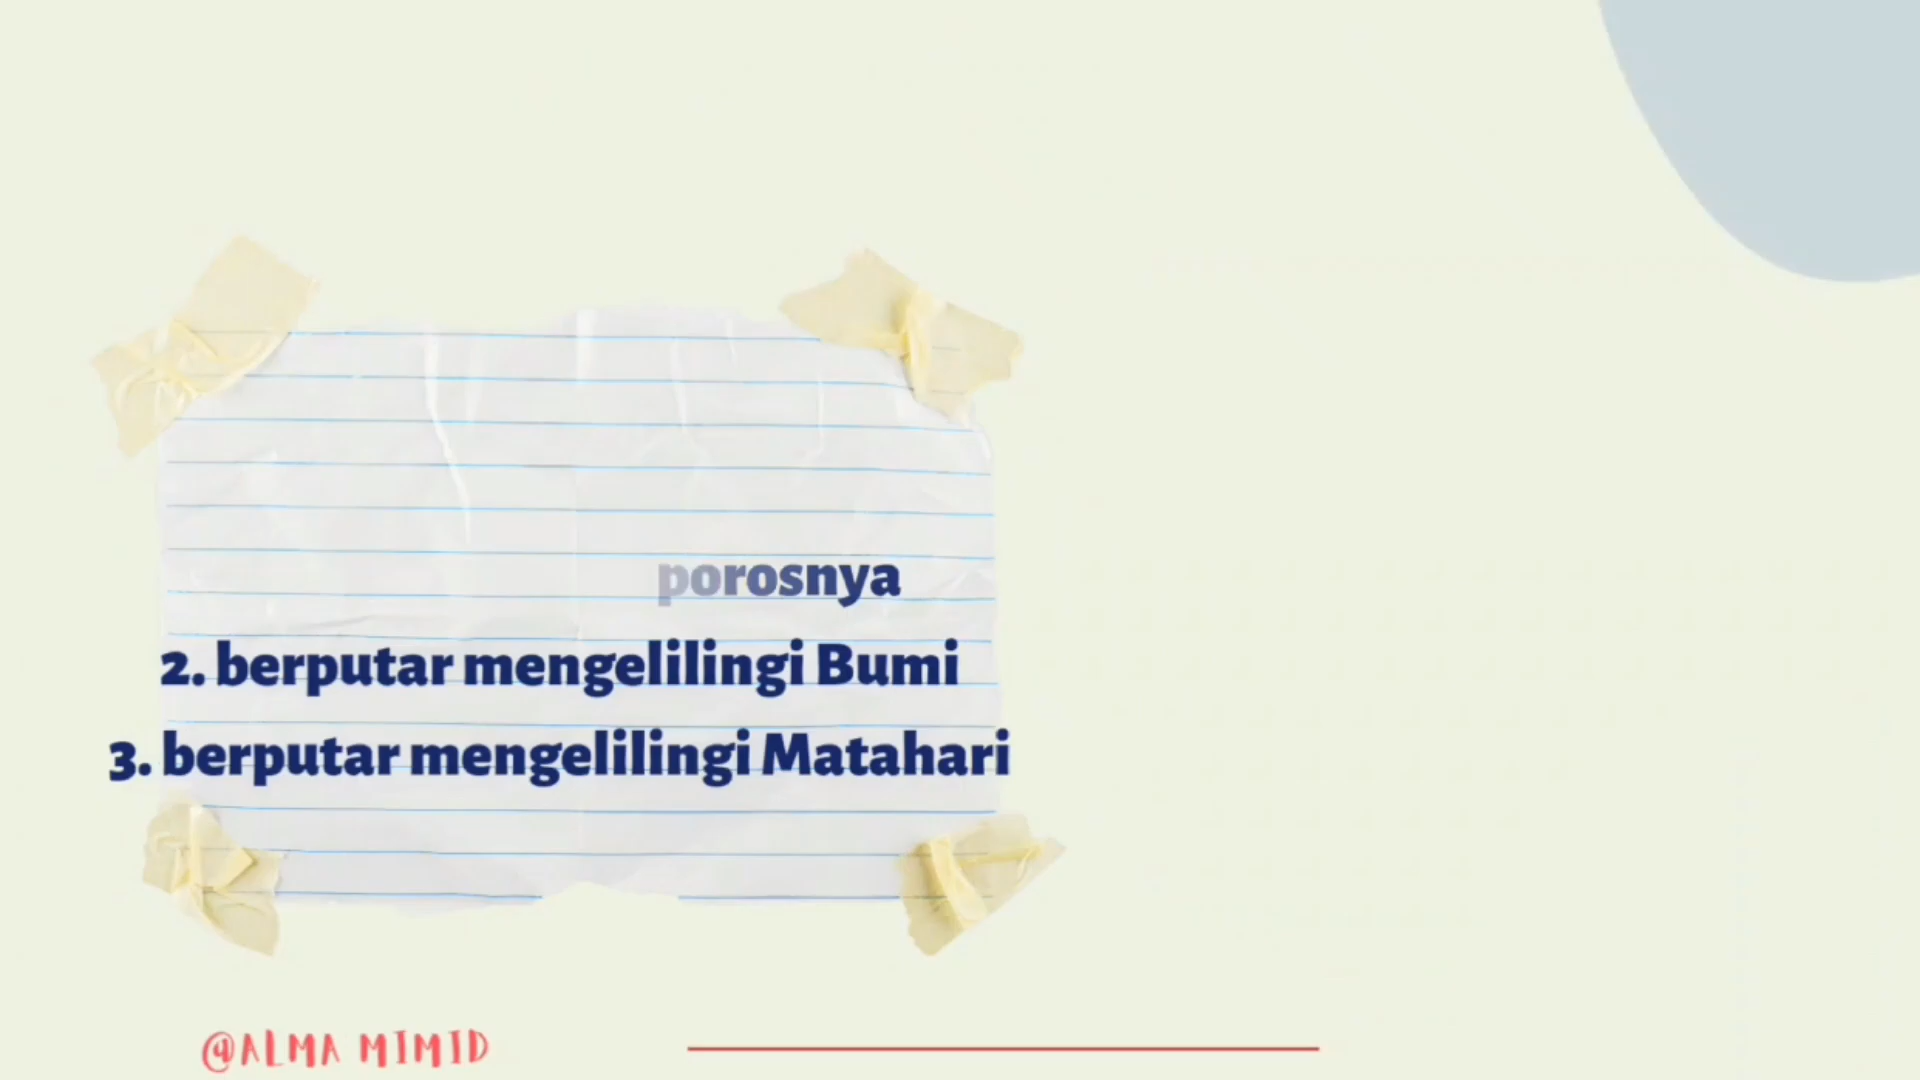 porosnya
2. berputar mengelilingi Bumi
3. berputar mengelilingi Matahari
@ALMA MIMID